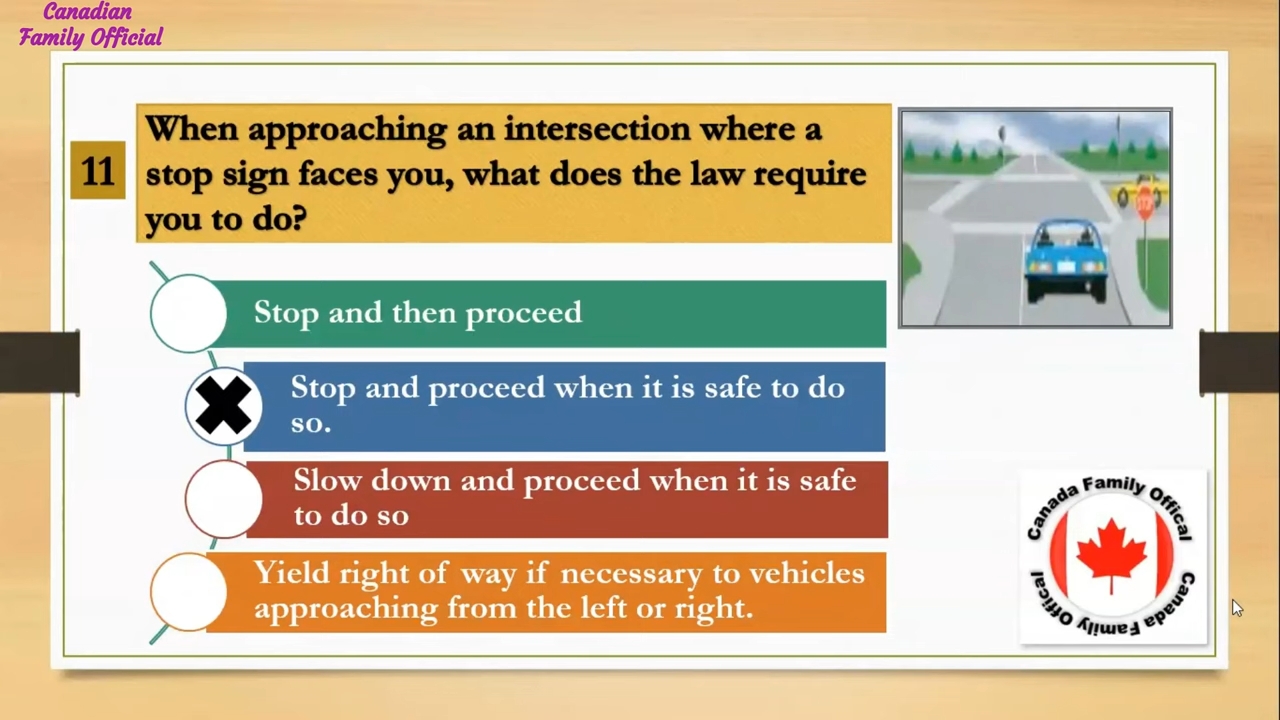 Canadian
Family Official
11
When approaching an intersection where a
stop sign faces you, what does the law require
you to do?
STOP
Stop and then proceed
Stop and proceed when it is safe to do
so.
Slow down and proceed when it is safe
to do so
Yield right of way if necessary to vehicles
approaching from the left or right.
Canada Family Offical
Canada Family Offical